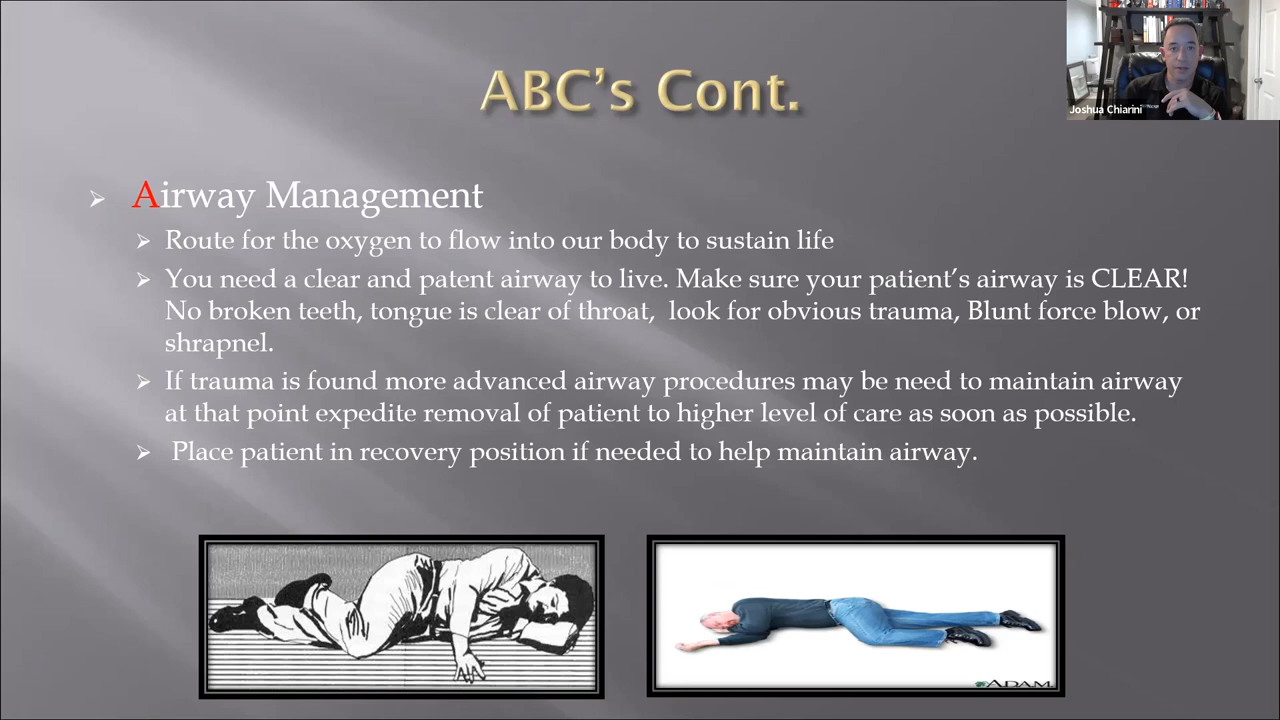 Joshua Chiarini
ABC's Cont.
Airway Management
Route for the oxygen to flow into our body to sustain life
You need a clear and patent airway to live. Make sure your patient's airway is CLEAR!
No broken teeth, tongue is clear of throat, look for obvious trauma, Blunt force blow, or
shrapnel.
If trauma is found more advanced airway procedures may be need to maintain airway
at that point expedite removal of patient to higher level of care as soon as possible.
Place patient in recovery position if needed to help maintain airway.
A.D.A.M.